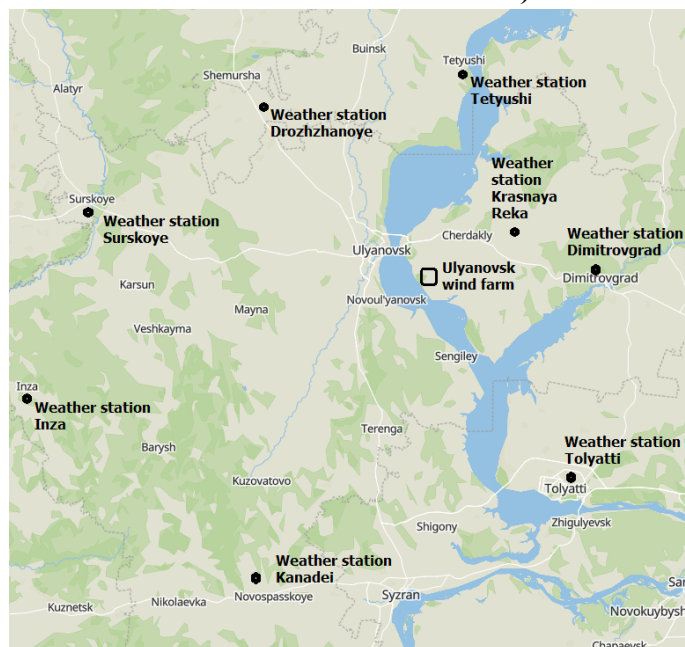 Buinsk
Tetyushi
Shemursha
Weather station
Tetyushi
Alatyr
Weather station
Drozhzhanoye
Weather
station
Krasnaya
Reka
Surskoye
Weather station
Surskoye
Cherdakly
Weather station
Dimitrovgrad
Ulyanovsk
Ulyanovsk
wind farm
Dimitrovgrad
Karsun
Novoul'yanovsk
Mayna
Veshkayma
Sengiley
Inza
Weather station
Inza
Terenga
Barysh
Weather station
Tolyatti
Kuzovatovo
Tolyatti
Shigony
Zhigulyevsk
Weather station
Kanadei
Kuznetsk
Nikolaevka
Novospasskoye
Syzran
Sa
Novokuybysh
Chapaevsk